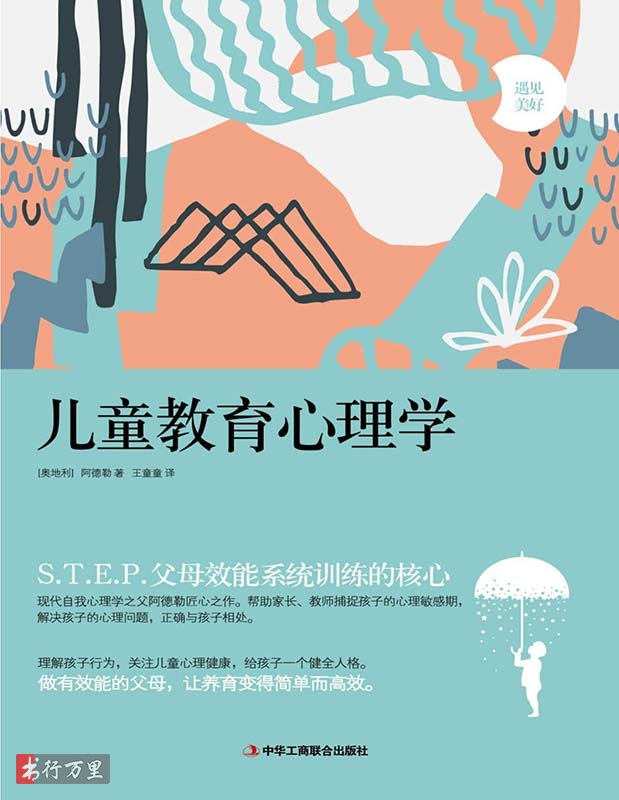 遇见
美好
儿童教育心理学
[奥地利] 阿德勒 著 王童童 译
S.T.E.P.父母效能系统训练的核心
现代自我心理学之父阿德勒匠心之作。帮助家长、教师捕捉孩子的心理敏感期，
解决孩子的心理问题，正确与孩子相处。
理解孩子行为，关注儿童心理健康，给孩子一个健全人格。
做有效能的父母，让养育变得简单而高效。
中华工商联合出版社
书行万里